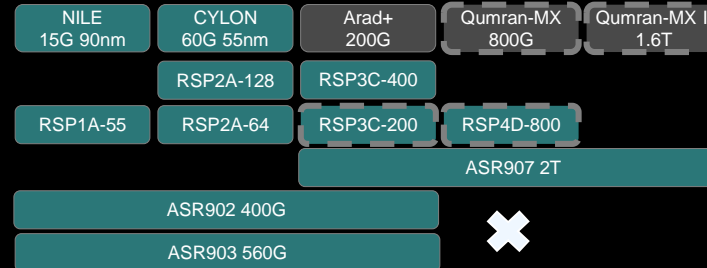 NILE
15G 90nm
CYLON
60G 55nm
Arad+
200G
Qumran-MX
800G
Qumran-MX I
1.6T
RSP2A-128
RSP3C-400
RSP1A-55
RSP2A-64
RSP3C-200
RSP4D-800
ASR907 2T
ASR902 400G
ASR903 560G